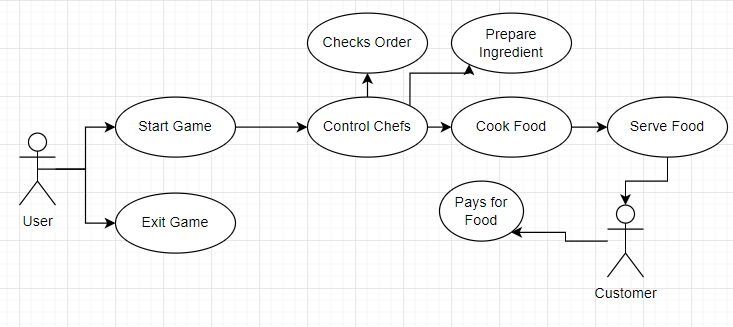 Checks Order
Prepare
Ingredient
Start Game
Control Chefs
Cook Food
Serve Food
User
Exit Game
Pays for
Food
Customer